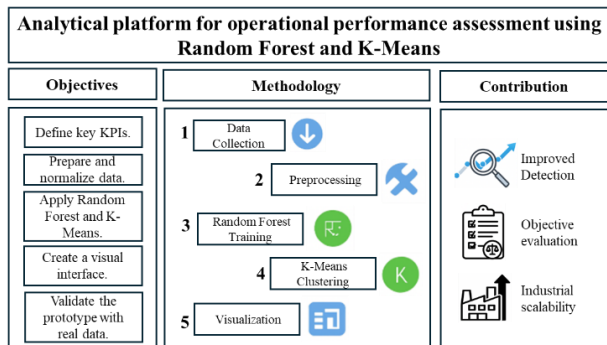 Analytical platform for operational performance assessment using
Random Forest and K-Means
Objectives
Define key KPIs.
Prepare and
normalize data.
Apply Random
Forest and K-
Means.
Create a visual
interface.
Validate the
prototype with
real data.
Methodology
1 Data
Collection
2 Preprocessing
3 Random Forest
Training
4 K-Means
Clustering
K
5 Visualization
Contribution
Improved
Detection
Objective
evaluation
Industrial
scalability